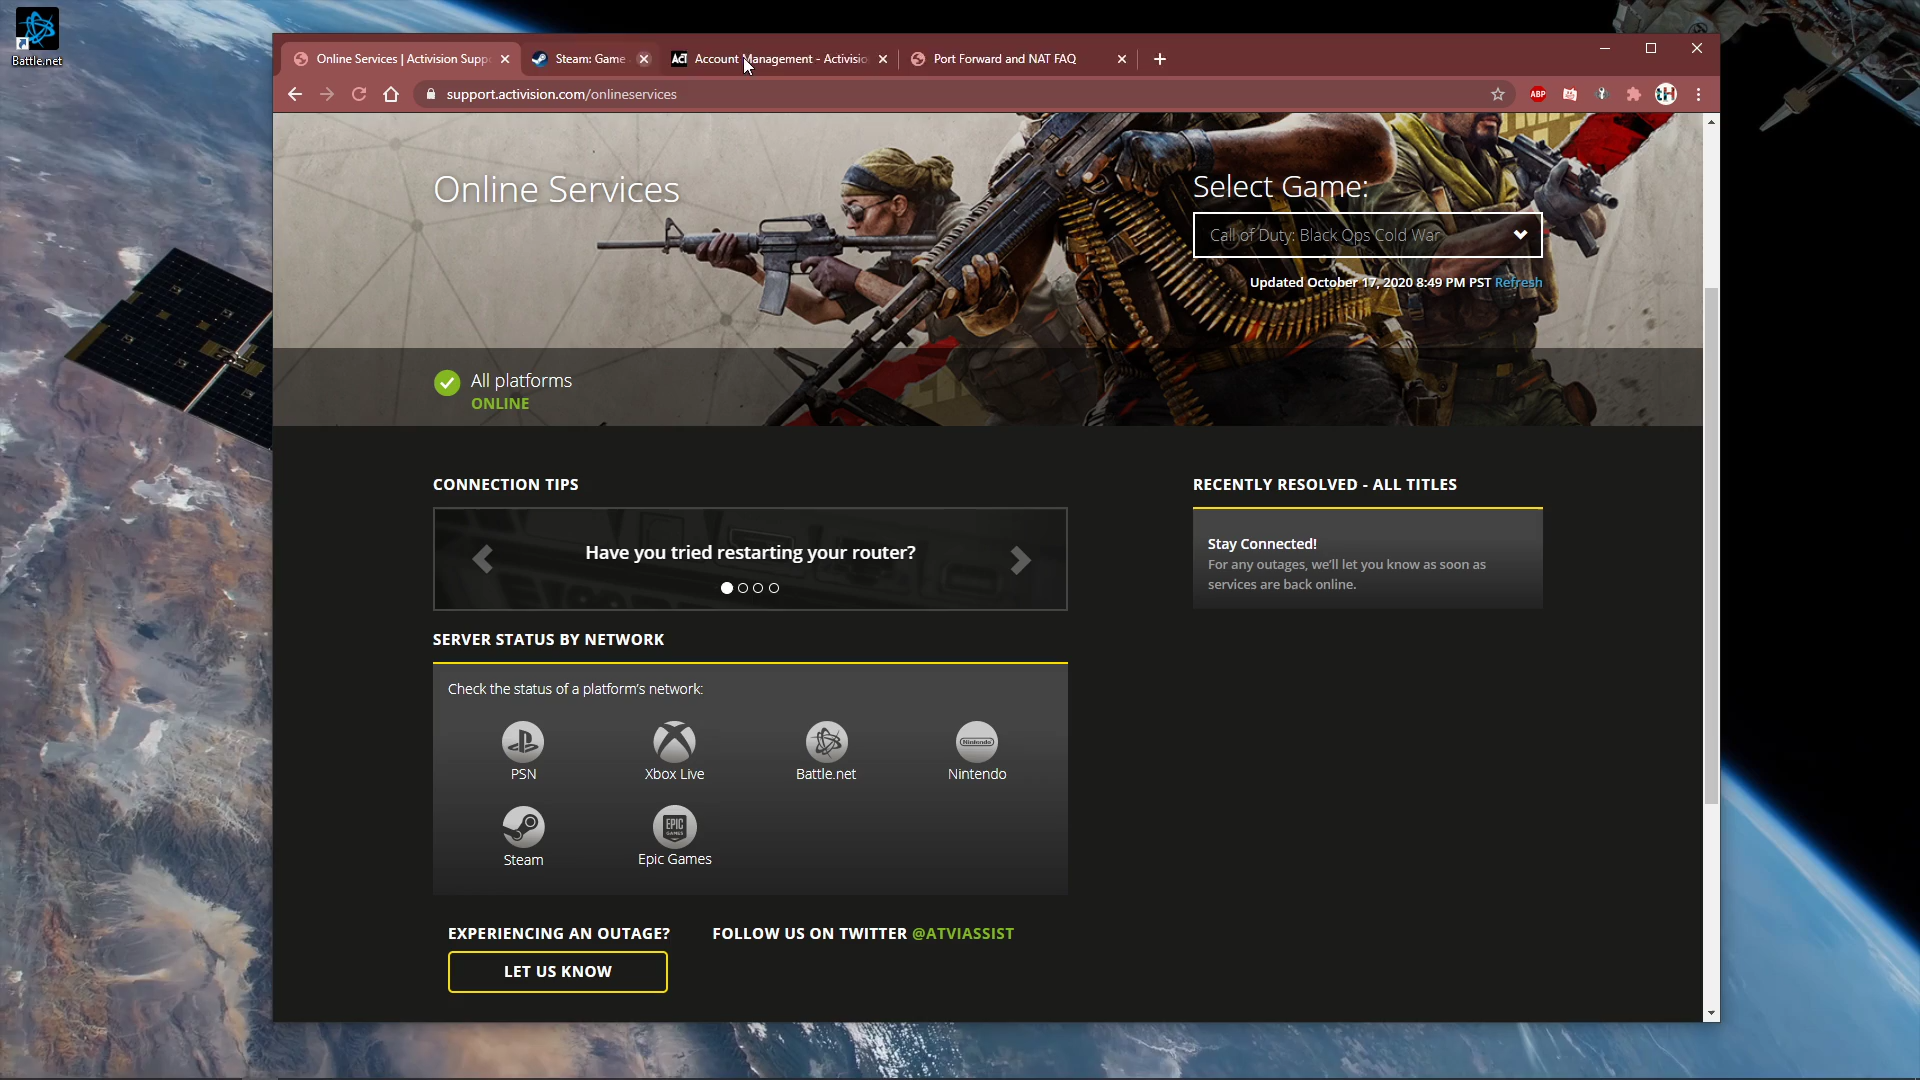 Battle.net
Online Services | Activision Suppo
Steam: Game
Account Management - Activisio
Port Forward and NAT FAQ
support.activision.com/onlineservices
ABP
Online Services
Select Game:
Call of Duty: Black Ops Cold War
Updated October 17, 2020 8:49 PM PST Refresh
All platforms
ONLINE
CONNECTION TIPS
RECENTLY RESOLVED - ALL TITLES
Have you tried restarting your router?
Stay Connected!
For any outages, we'll let you know as soon as
services are back online.
SERVER STATUS BY NETWORK
Check the status of a platform's network:
PSN
Xbox Live
Battle.net
Nintendo
Nintendo
EPIC
GAMES
Steam
Epic Games
EXPERIENCING AN OUTAGE?
FOLLOW US ON TWITTER @ATVIASSIST
LET US KNOW